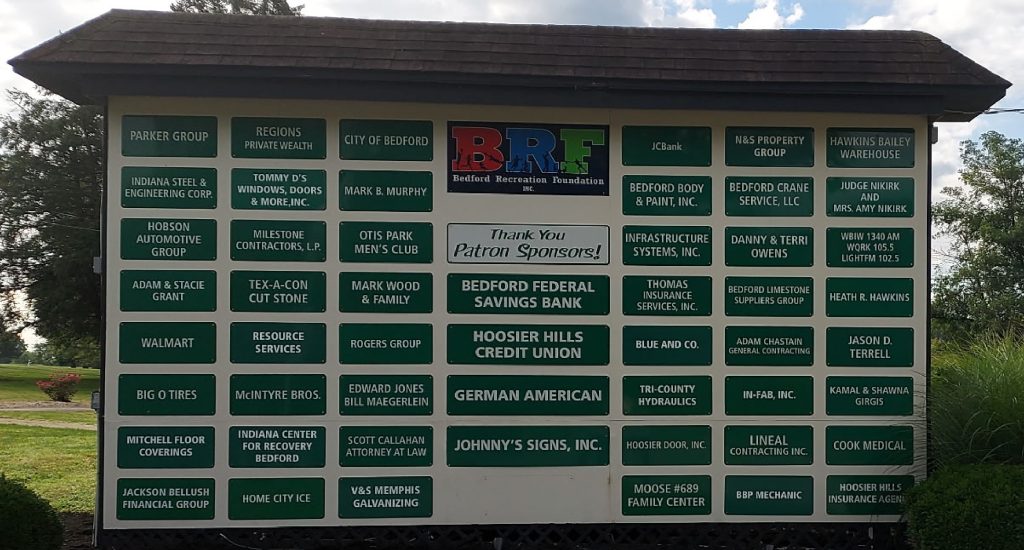 PARKER GROUP
REGIONS
PRIVATE WEALTH
CITY OF BEDFORD
BRF
Bedford Recreation Foundation
INC.
JCBank
N&S PROPERTY
GROUP
HAWKINS BAILEY
WAREHOUSE
INDIANA STEEL &
ENGINEERING CORP.
TOMMY D'S
WINDOWS, DOORS
& MORE,INC.
MARK B. MURPHY
BEDFORD BODY
& PAINT, INC.
BEDFORD CRANE
SERVICE, LLC
JUDGE NIKIRK
AND
MRS. AMY NIKIRK
HOBSON
AUTOMOTIVE
GROUP
MILESTONE
CONTRACTORS, L.P.
OTIS PARK
MEN'S CLUB
Thank You
Patron Sponsors!
INFRASTRUCTURE
SYSTEMS, INC.
DANNY & TERRI
OWENS
WBIW 1340 AM
WQRK 105.5
LIGHTFM 102.5
ADAM & STACIE
GRANT
TEX-A-CON
CUT STONE
MARK WOOD
& FAMILY
BEDFORD FEDERAL
SAVINGS BANK
THOMAS
INSURANCE
SERVICES, INC.
BEDFORD LIMESTONE
SUPPLIERS GROUP
HEATH R. HAWKINS
WALMART
RESOURCE
SERVICES
ROGERS GROUP
HOOSIER HILLS
CREDIT UNION
BLUE AND CO.
ADAM CHASTAIN
GENERAL CONTRACTING
JASON D.
TERRELL
BIG O TIRES
McINTYRE BROS.
EDWARD JONES
BILL MAEGERLEIN
GERMAN AMERICAN
TRI-COUNTY
HYDRAULICS
IN-FAB, INC.
KAMAL & SHAWNA
GIRGIS
MITCHELL FLOOR
COVERINGS
INDIANA CENTER
FOR RECOVERY
BEDFORD
SCOTT CALLAHAN
ATTORNEY AT LAW
JOHNNY'S SIGNS, INC.
HOOSIER DOOR, INC.
LINEAL
CONTRACTING INC.
COOK MEDICAL
JACKSON BELLUSH
FINANCIAL GROUP
HOME CITY ICE
V&S MEMPHIS
GALVANIZING
MOOSE #689
FAMILY CENTER
BBP MECHANIC
HOOSIER HILLS
INSURANCE AGEN